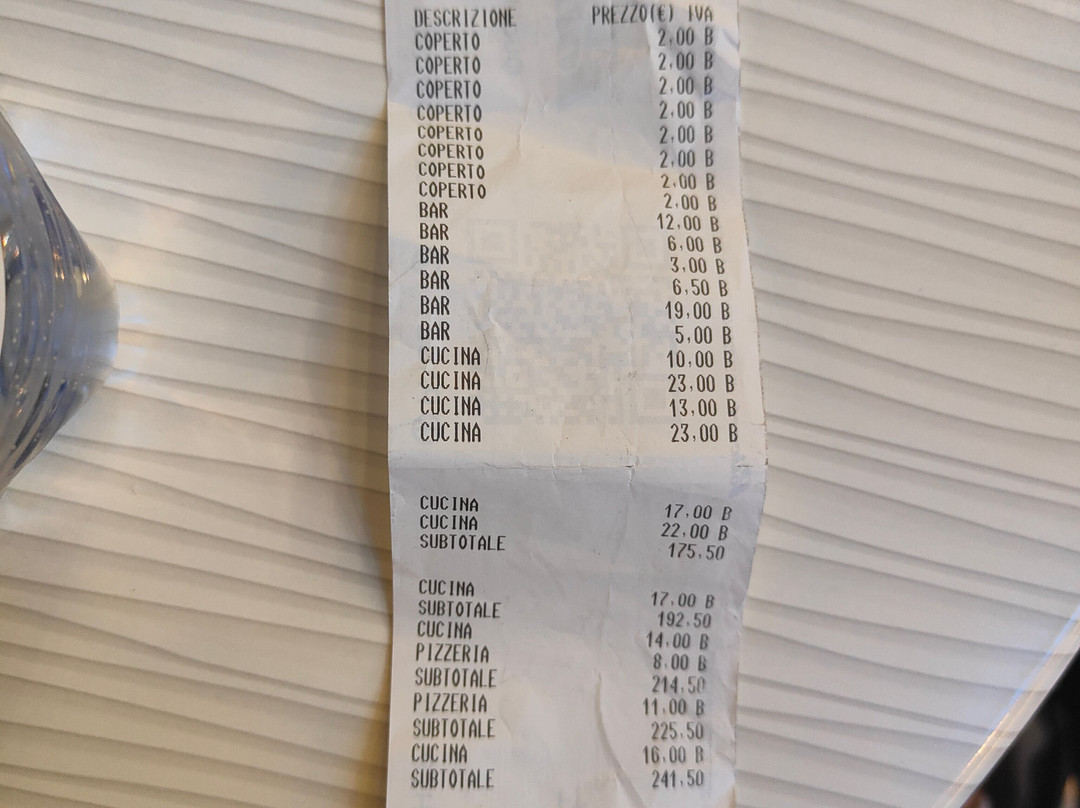 DESCRIZIONE PREZZO(€) IVA
COPERTO 2,00 B
COPERTO 2,00 B
COPERTO 2,00 B
COPERTO 2,00 B
COPERTO 2,00 B
COPERTO 2,00 B
COPERTO 2,00 B
COPERTO 2,00 B
BAR 12,00 B
BAR 6,00 B
BAR 3,00 B
BAR 6,50 B
BAR 19,00 B
BAR 5,00 B
CUCINA 10,00 B
CUCINA 23,00 B
CUCINA 13,00 B
CUCINA 23,00 B
CUCINA 17,00 B
CUCINA 22,00 B
SUBTOTALE 175,50
CUCINA 17,00 B
SUBTOTALE 192,50
CUCINA 14,00 B
PIZZERIA 8,00 B
SUBTOTALE 214,50
PIZZERIA 11,00 B
SUBTOTALE 225,50
CUCINA 16,00 B
SUBTOTALE 241,50